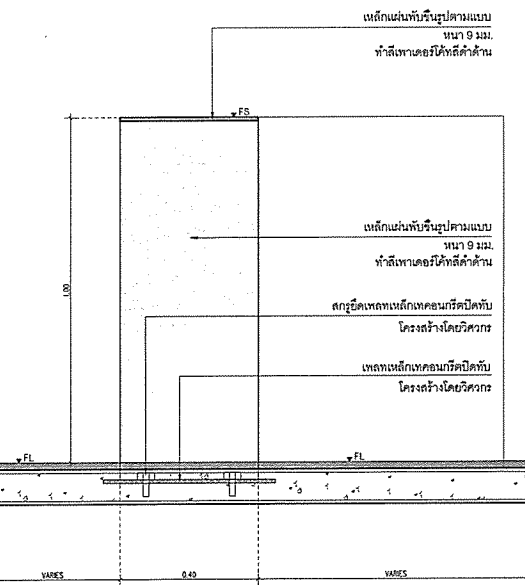 เหล็กแผ่นพับขึ้นรูปตามแบบ
หนา 9 มม.
ทำสีเพาเดอร์โค้ทสีดำด้าน
FS
1.00
เหล็กแผ่นพับขึ้นรูปตามแบบ
หนา 9 มม.
ทำสีเพาเดอร์โค้ทสีดำด้าน
สกรูยึดเพลทเหล็กเทคอนกรีตปิดทับ
โครงสร้างโดยวิศวกร
เพลทเหล็กเทคอนกรีตปิดทับ
โครงสร้างโดยวิศวกร
FL
FL
VARIES
0.40
VARIES